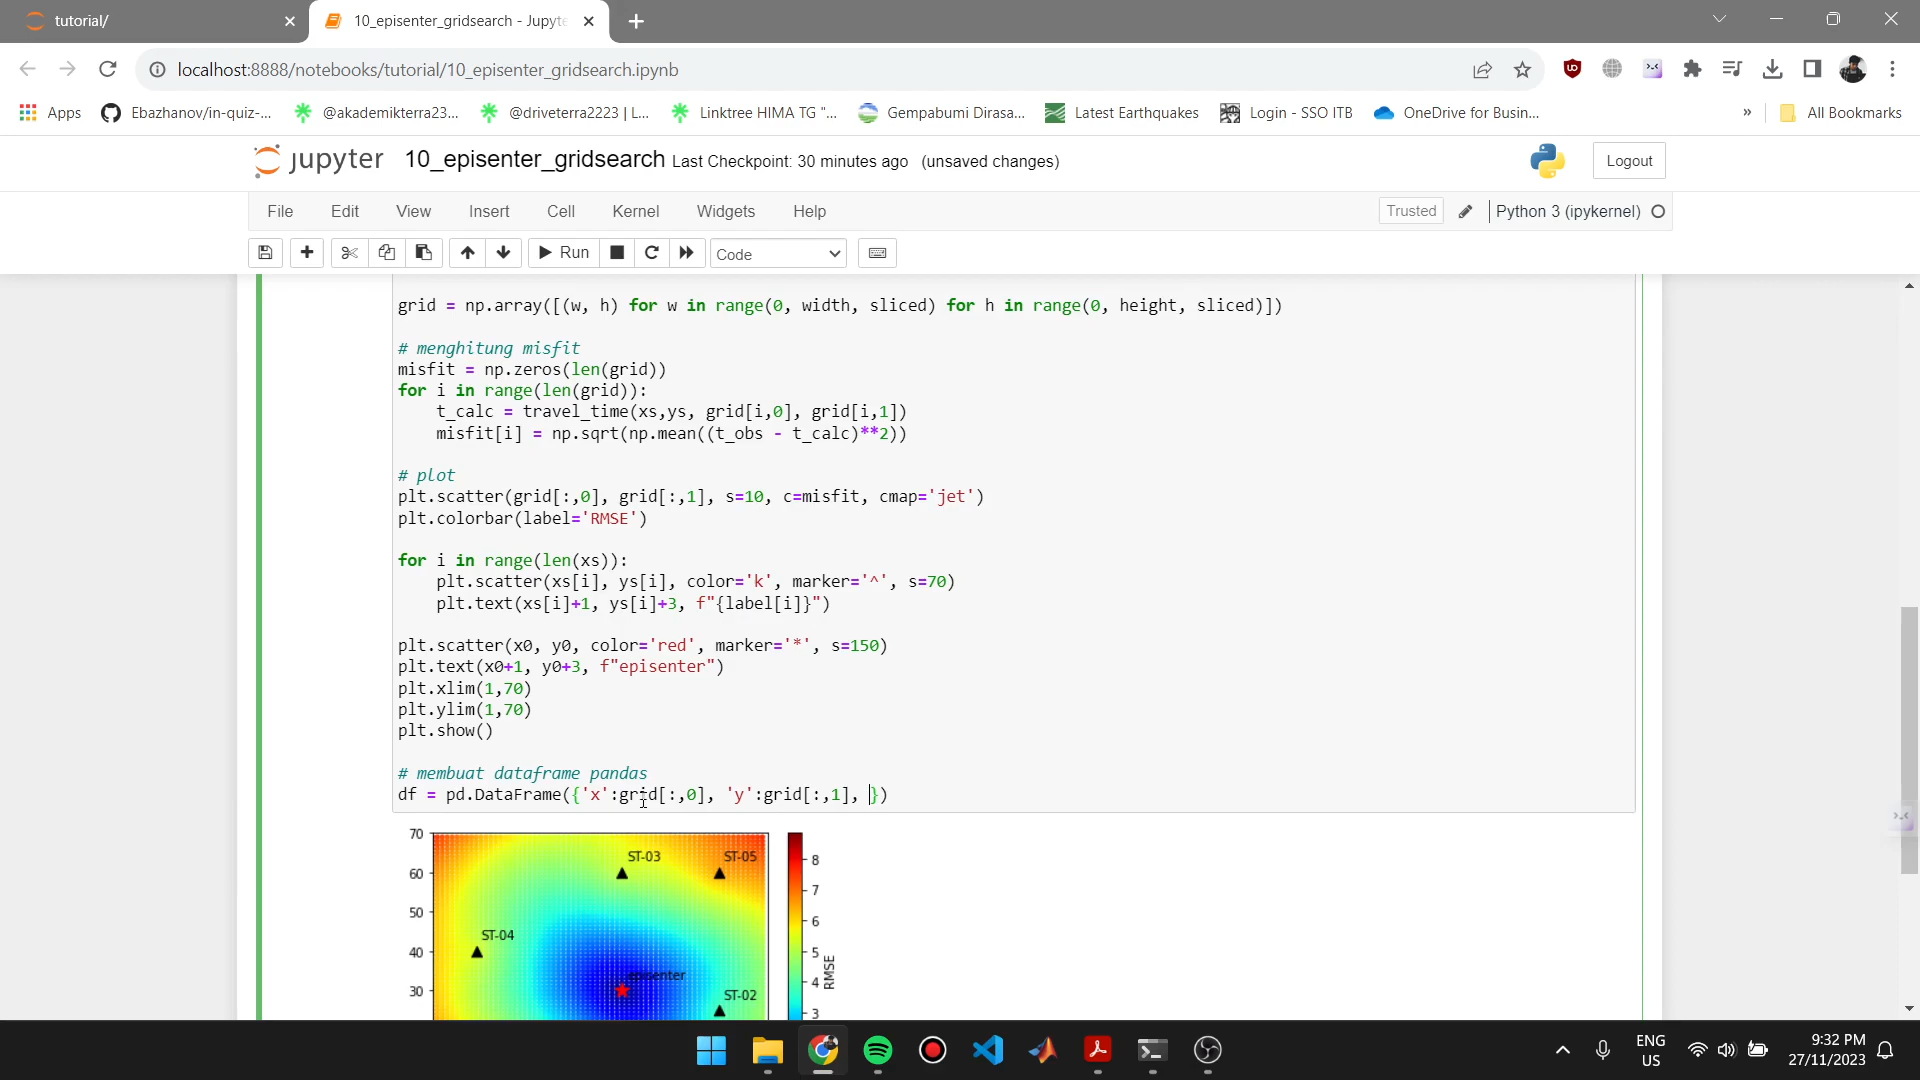 tutorial/
10_episenter_gridsearch - Jupyte
localhost:8888/notebooks/tutorial/10_episenter_gridsearch.ipynb
Apps
Ebazhanov/in-quiz-...
@akademikterra23...
@driveterra2223 | L...
Linktree HIMA TG "...
Gempabumi Dirasa...
Latest Earthquakes
Login - SSO ITB
OneDrive for Busin...
»
All Bookmarks
jupyter 10_episenter_gridsearch Last Checkpoint: 30 minutes ago (unsaved changes)
Logout
File Edit View Insert Cell Kernel Widgets Help
Trusted
Python 3 (ipykernel)
Run
Code
grid = np.array([(w, h) for w in range(0, width, sliced) for h in range(0, height, sliced)])
# menghitung misfit
misfit = np.zeros(len(grid))
for i in range(len(grid)):
    t_calc = travel_time(xs,ys, grid[i,0], grid[i,1])
    misfit[i] = np.sqrt(np.mean((t_obs - t_calc)**2))
# plot
plt.scatter(grid[:,0], grid[:,1], s=10, c=misfit, cmap='jet')
plt.colorbar(label='RMSE')
for i in range(len(xs)):
    plt.scatter(xs[i], ys[i], color='k', marker='^', s=70)
    plt.text(xs[i]+1, ys[i]+3, f"{label[i]}")
plt.scatter(x0, y0, color='red', marker='*', s=150)
plt.text(x0+1, y0+3, f"episenter")
plt.xlim(1,70)
plt.ylim(1,70)
plt.show()
# membuat dataframe pandas
df = pd.DataFrame({'x':grid[:,0], 'y':grid[:,1], })
70
60
50
40
30
ST-03
ST-05
ST-04
episenter
ST-02
8
7
6
5
4
3
RMSE
ENG
US
9:32 PM
27/11/2023